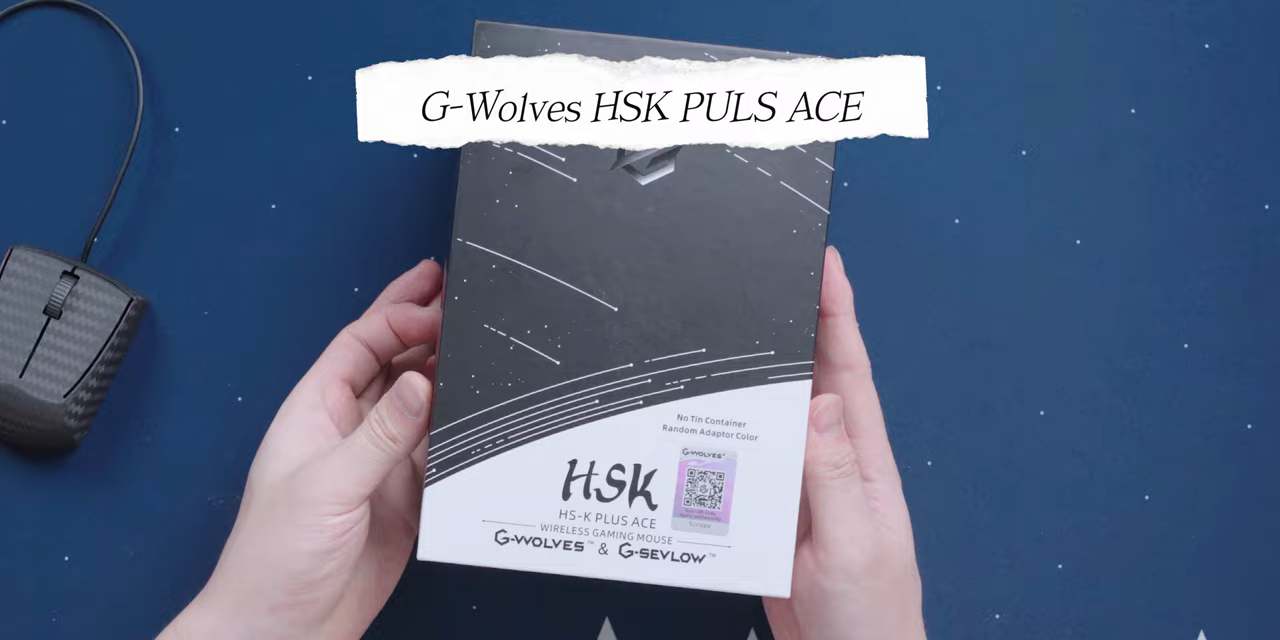 G-Wolves HSK PULS ACE
No Tin Container
Random Adaptor Color
G-WOLVES
HSK
HS-K PLUS ACE
WIRELESS GAMING MOUSE
G-WOLVES™ & G-SEVLOW™